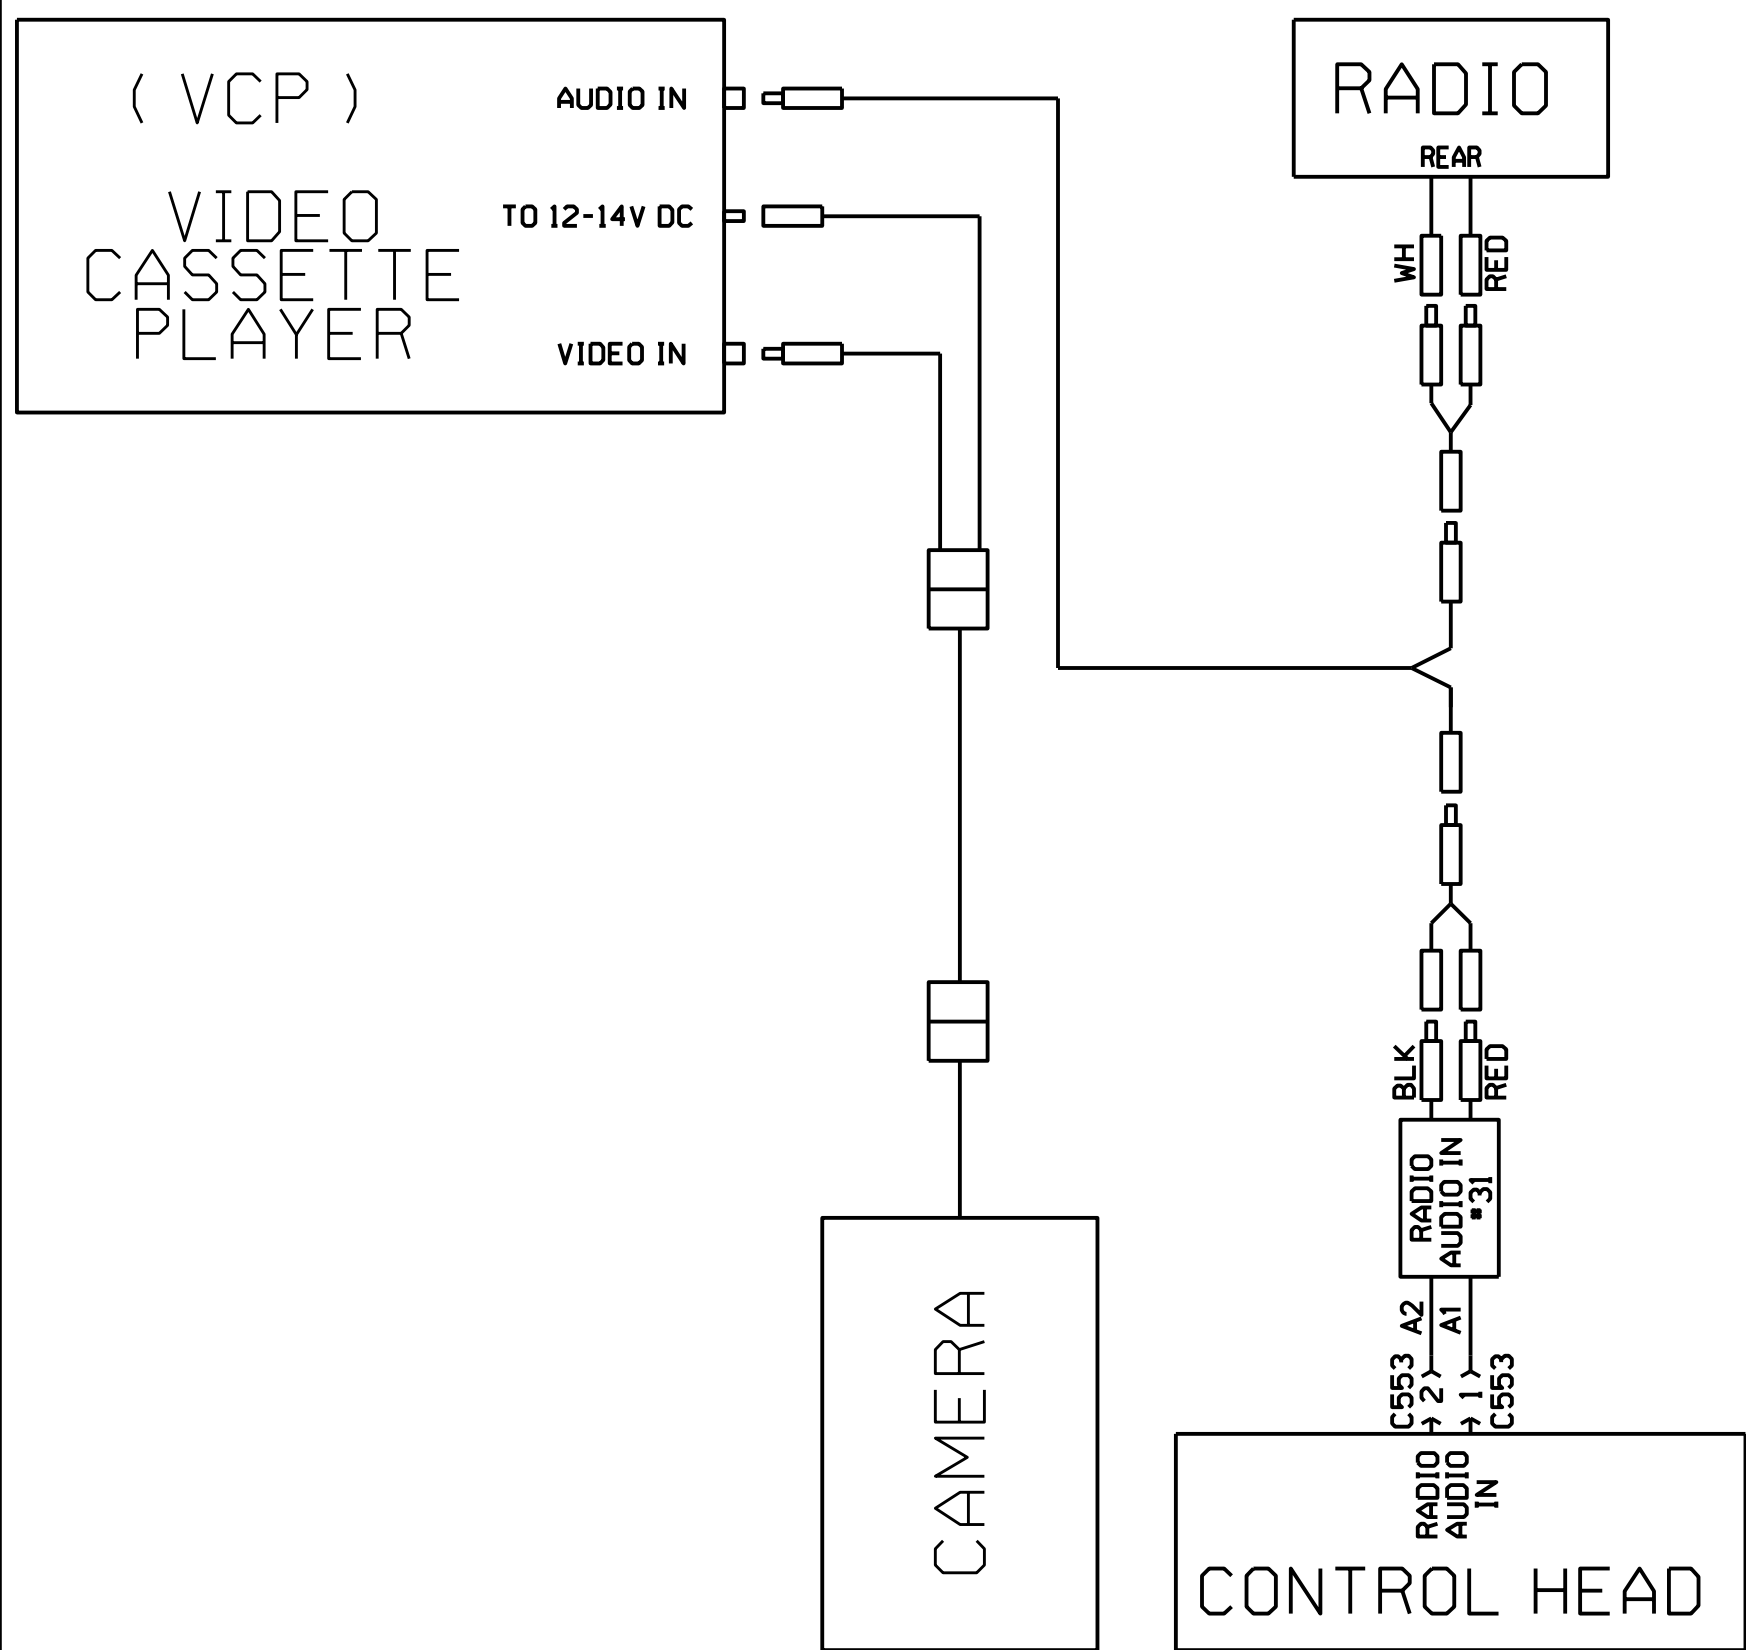 ( VCP )
VIDEO
CASSETTE
PLAYER
AUDIO IN
TO 12-14V DC
VIDEO IN
RADIO
REAR
WH
RED
BLK
RED
RADIO
AUDIO IN
#31
A2
A1
C553
2
1
C553
RADIO
AUDIO
IN
CONTROL HEAD
CAMERA